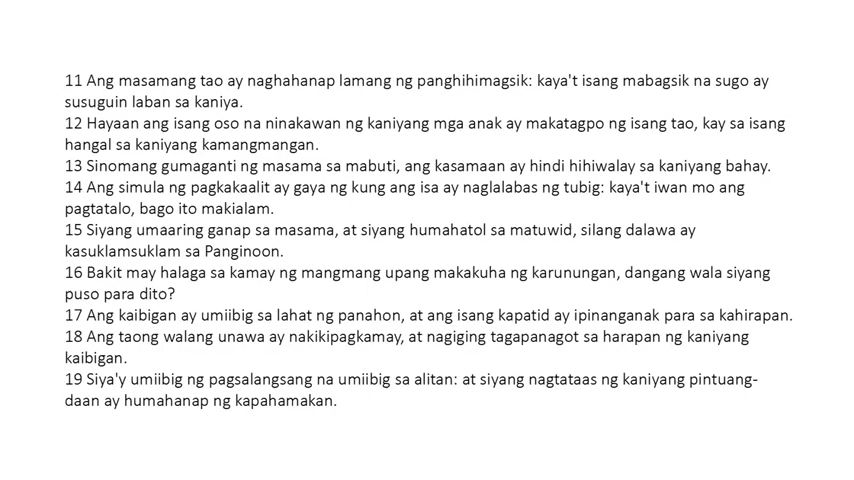 11 Ang masamang tao ay naghahanap lamang ng panghihimagsik: kaya't isang mabagsik na sugo ay
susuguin laban sa kaniya.
12 Hayaan ang isang oso na ninakawan ng kaniyang mga anak ay makatagpo ng isang tao, kay sa isang
hangal sa kaniyang kamangmangan.
13 Sinomang gumaganti ng masama sa mabuti, ang kasamaan ay hindi hihiwalay sa kaniyang bahay.
14 Ang simula ng pagkakaalit ay gaya ng kung ang isa ay naglalabas ng tubig: kaya't iwan mo ang
pagtatalo, bago ito makialam.
15 Siyang umaaring ganap sa masama, at siyang humahatol sa matuwid, silang dalawa ay
kasuklamsuklam sa Panginoon.
16 Bakit may halaga sa kamay ng mangmang upang makakuha ng karunungan, dangang wala siyang
puso para dito?
17 Ang kaibigan ay umiibig sa lahat ng panahon, at ang isang kapatid ay ipinanganak para sa kahirapan.
18 Ang taong walang unawa ay nakikipagkamay, at nagiging tagapanagot sa harapan ng kaniyang
kaibigan.
19 Siya'y umiibig ng pagsalangsang na umiibig sa alitan: at siyang nagtataas ng kaniyang pintuang-
daan ay humahanap ng kapahamakan.